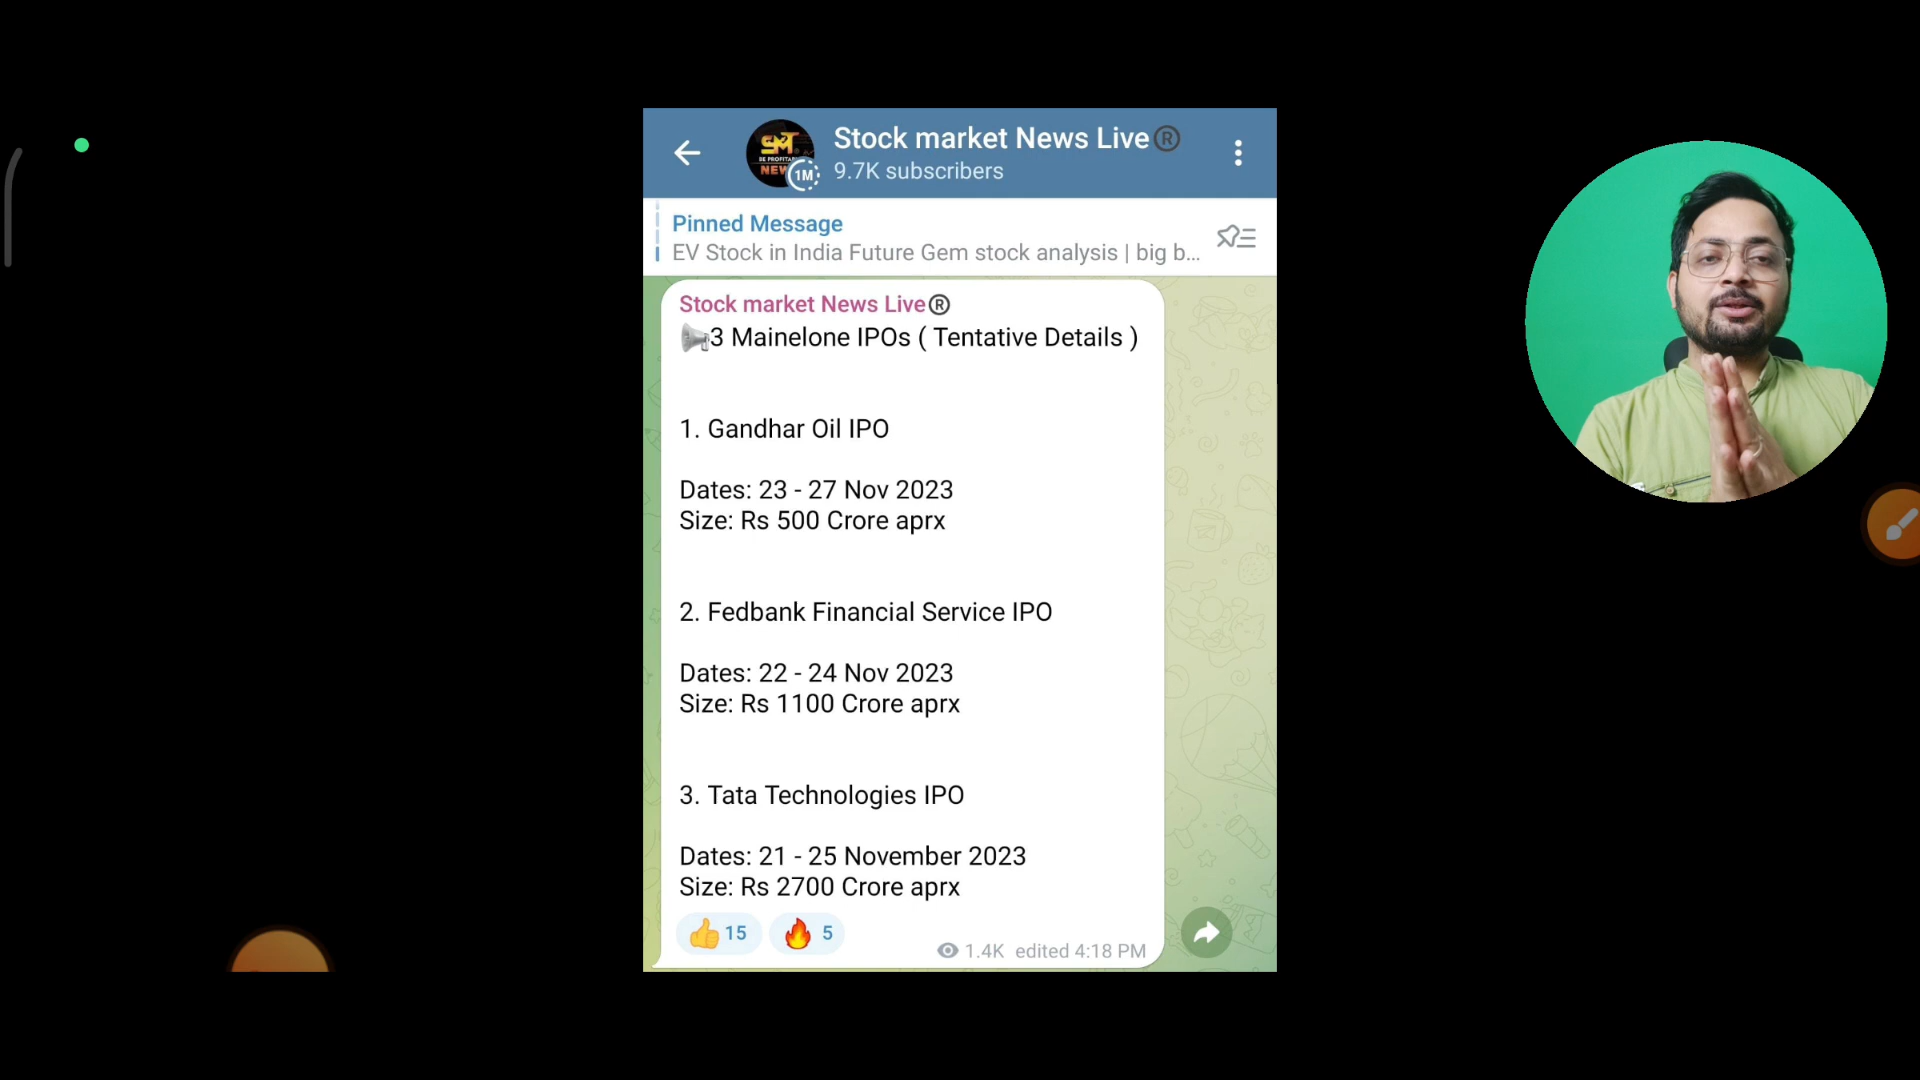 Stock market News Live®
9.7K subscribers
SMT
NEW
1M
Pinned Message
EV Stock in India Future Gem stock analysis | big b...
Stock market News Live®
📢3 Mainelone IPOs ( Tentative Details )
1. Gandhar Oil IPO
Dates: 23 - 27 Nov 2023
Size: Rs 500 Crore aprx
2. Fedbank Financial Service IPO
Dates: 22 - 24 Nov 2023
Size: Rs 1100 Crore aprx
3. Tata Technologies IPO
Dates: 21 - 25 November 2023
Size: Rs 2700 Crore aprx
👍 15 🔥 5
1.4K edited 4:18 PM